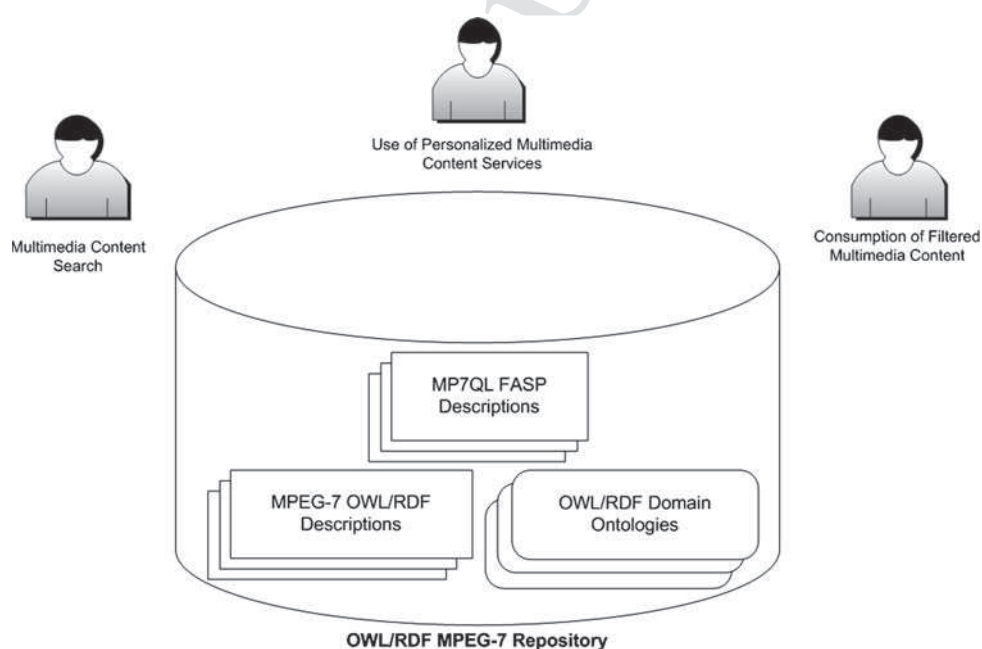 Use of Personalized Multimedia
Content Services
Multimedia Content
Search
Consumption of Filtered
Multimedia Content
MP7QL FASP
Descriptions
MPEG-7 OWL/RDF
Descriptions
OWL/RDF Domain
Ontologies
OWL/RDF MPEG-7 Repository